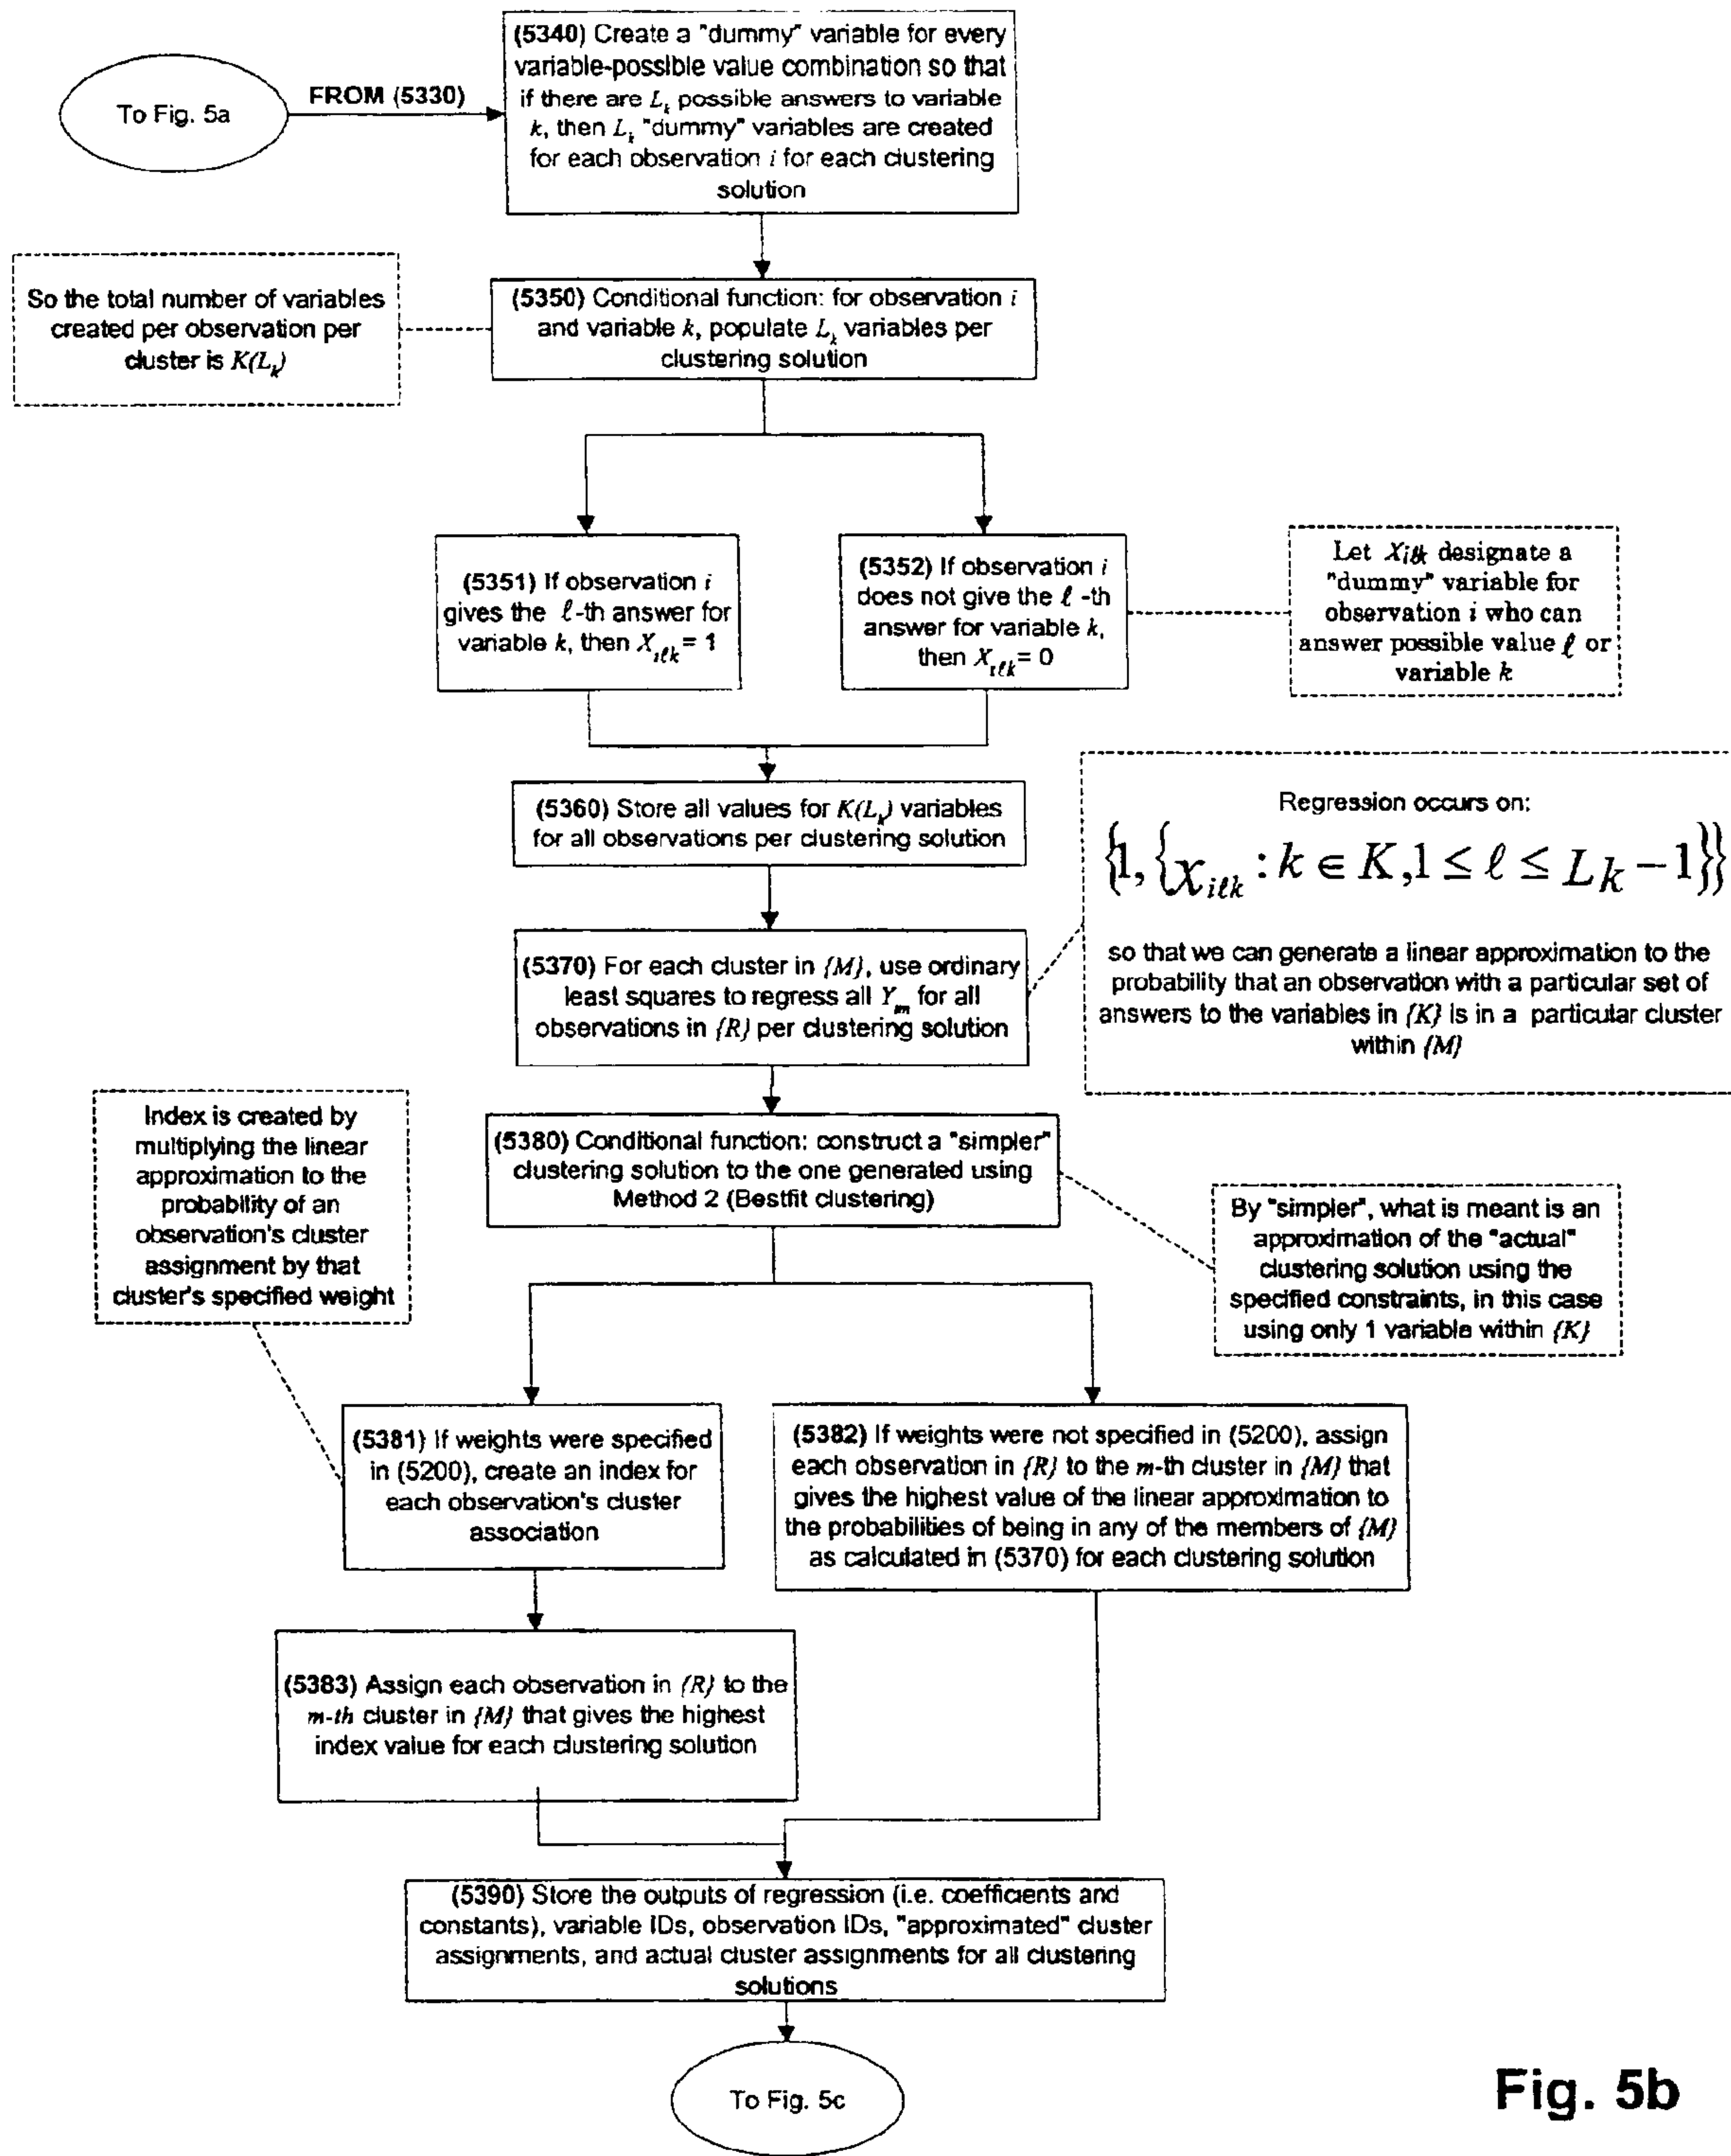 To Fig. 5a
FROM (5330)
(5340) Create a "dummy" variable for every
variable-possible value combination so that
if there are Lk possible answers to variable
k, then Lk "dummy" variables are created
for each observation i for each clustering
solution
So the total number of variables
created per observation per
cluster is K(Lk)
(5350) Conditional function: for observation i
and variable k, populate Lk variables per
clustering solution
(5351) If observation i
gives the ℓ-th answer for
variable k, then Xiℓk = 1
(5352) If observation i
does not give the ℓ -th
answer for variable k,
then Xiℓk = 0
Let Xiℓk designate a
"dummy" variable for
observation i who can
answer possible value ℓ or
variable k
(5360) Store all values for K(Lk) variables
for all observations per clustering solution
Regression occurs on:
{1, {Xiℓk : k ∈ K, 1 ≤ ℓ ≤ Lk − 1}}
so that we can generate a linear approximation to the
probability that an observation with a particular set of
answers to the variables in {K} is in a particular cluster
within {M}
(5370) For each cluster in {M}, use ordinary
least squares to regress all Yim for all
observations in {R} per clustering solution
Index is created by
multiplying the linear
approximation to the
probability of an
observation's cluster
assignment by that
cluster's specified weight
(5380) Conditional function: construct a "simpler"
clustering solution to the one generated using
Method 2 (Bestfit clustering)
By "simpler", what is meant is an
approximation of the "actual"
clustering solution using the
specified constraints, in this case
using only 1 variable within {K}
(5381) If weights were specified
in (5200), create an index for
each observation's cluster
association
(5382) If weights were not specified in (5200), assign
each observation in {R} to the m-th cluster in {M} that
gives the highest value of the linear approximation to
the probabilities of being in any of the members of {M}
as calculated in (5370) for each clustering solution
(5383) Assign each observation in {R} to the
m-th cluster in {M} that gives the highest
index value for each clustering solution
(5390) Store the outputs of regression (i.e. coefficients and
constants), variable IDs, observation IDs, "approximated" cluster
assignments, and actual cluster assignments for all clustering
solutions
To Fig. 5c
Fig. 5b